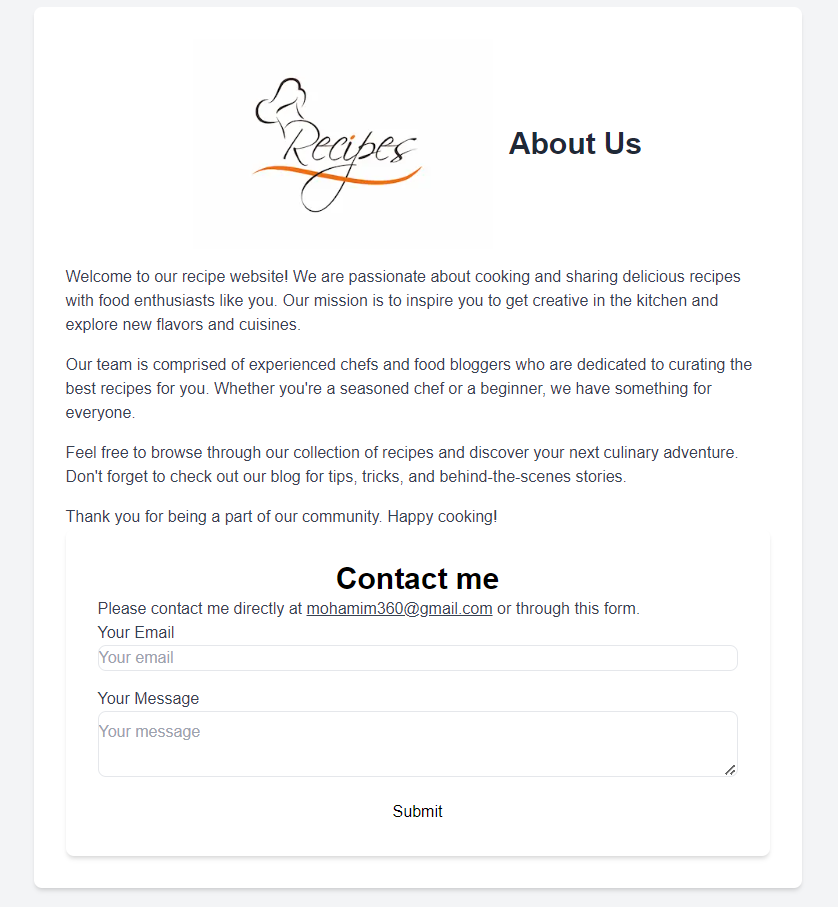 Recipes
About Us
Welcome to our recipe website! We are passionate about cooking and sharing delicious recipes
with food enthusiasts like you. Our mission is to inspire you to get creative in the kitchen and
explore new flavors and cuisines.
Our team is comprised of experienced chefs and food bloggers who are dedicated to curating the
best recipes for you. Whether you're a seasoned chef or a beginner, we have something for
everyone.
Feel free to browse through our collection of recipes and discover your next culinary adventure.
Don't forget to check out our blog for tips, tricks, and behind-the-scenes stories.
Thank you for being a part of our community. Happy cooking!
Contact me
Please contact me directly at mohamim360@gmail.com or through this form.
Your Email
Your email
Your Message
Your message
Submit